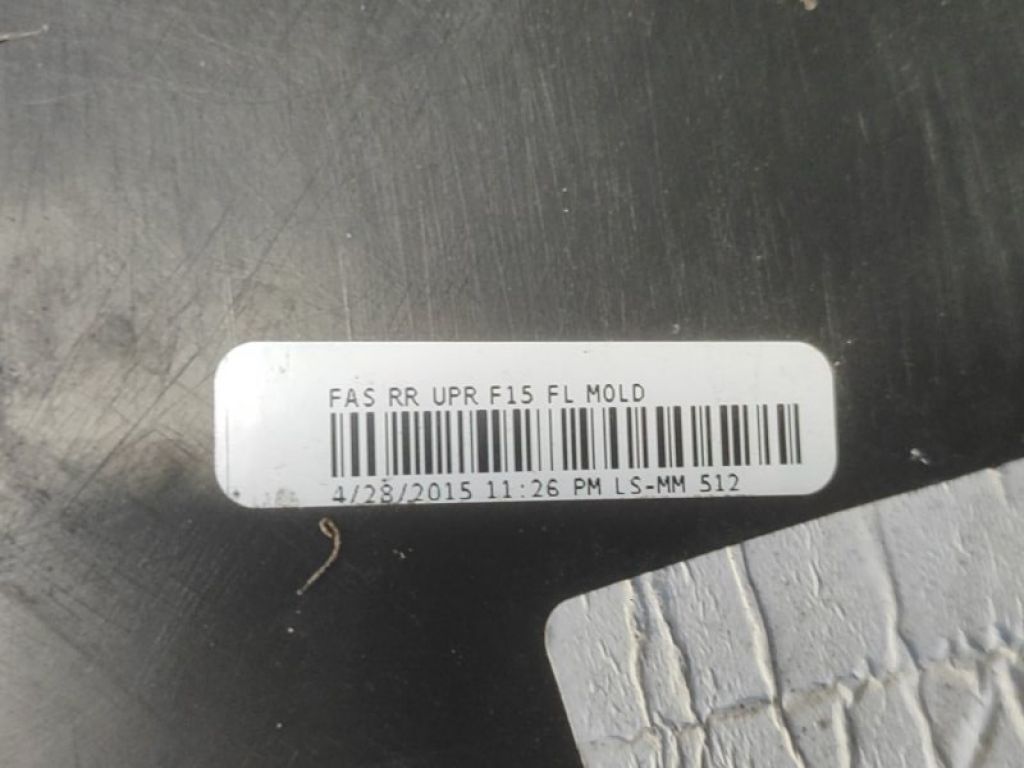 FAS RR UPR F15 FL MOLD
4/28/2015 11:26 PM LS-MM 512